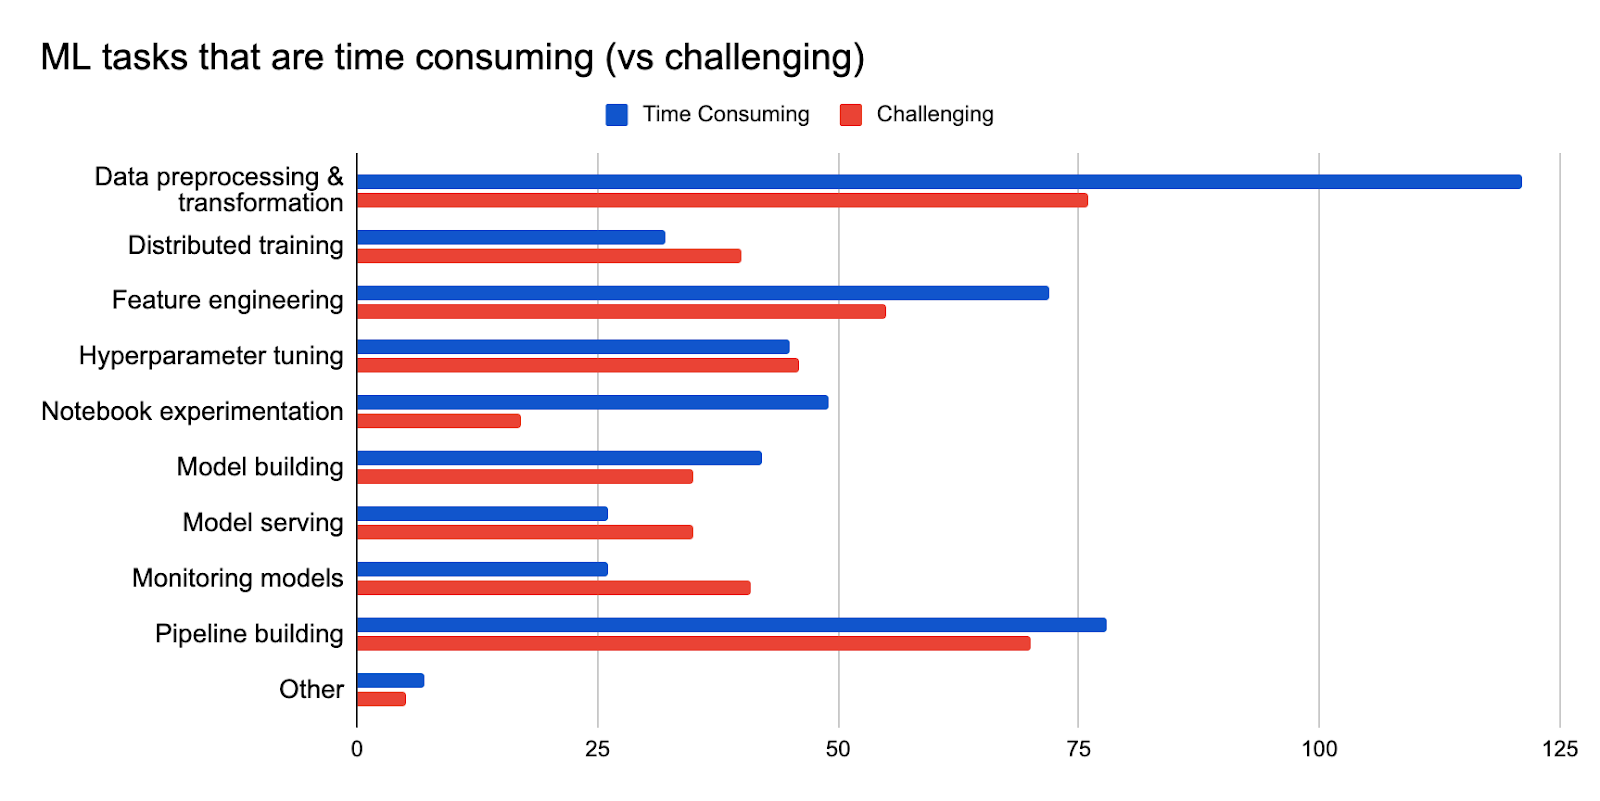 ML tasks that are time consuming (vs challenging)
Time Consuming
Challenging
Data preprocessing &
transformation
Distributed training
Feature engineering
Hyperparameter tuning
Notebook experimentation
Model building
Model serving
Monitoring models
Pipeline building
Other
0
25
50
75
100
125